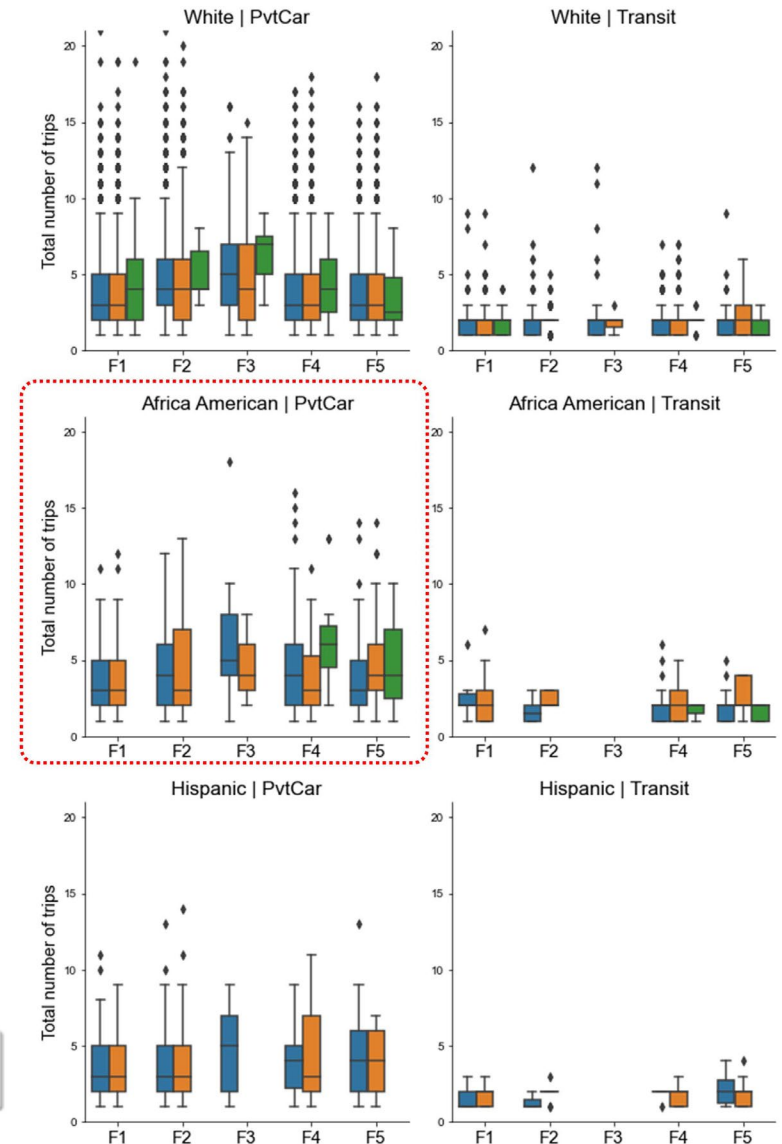 White | PvtCar
White | Transit
Total number of trips
20
15
10
5
0
F1 F2 F3 F4 F5
20
15
10
5
0
F1 F2 F3 F4 F5
Africa American | PvtCar
Africa American | Transit
Total number of trips
20
15
10
5
0
F1 F2 F3 F4 F5
20
15
10
5
0
F1 F2 F3 F4 F5
Hispanic | PvtCar
Hispanic | Transit
Total number of trips
20
15
10
5
0
F1 F2 F3 F4 F5
20
15
10
5
0
F1 F2 F3 F4 F5